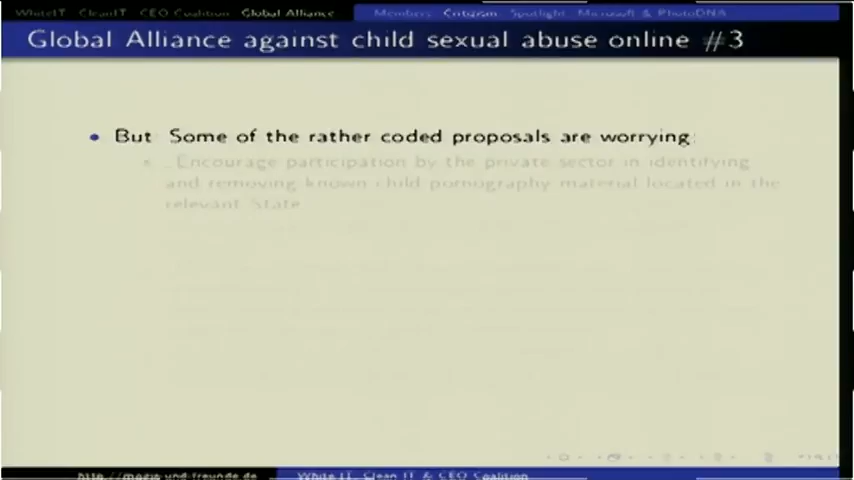 WhiteIT CleanIT CEO Coalition Global Alliance Members Criticism Spotlight Microsoft & PhotoDNA
Global Alliance against child sexual abuse online #3
But Some of the rather coded proposals are worrying:
Encourage participation by the private sector in identifying
and removing known child pornography material located in the
relevant State
http://mogis-und-freunde.de White IT, Clean IT & CEO Coalition